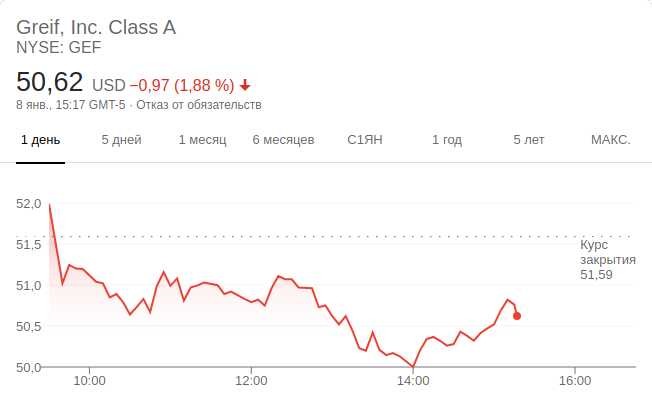 Greif, Inc. Class A
NYSE: GEF
50,62 USD −0,97 (1,88 %)
8 янв., 15:17 GMT-5 · Отказ от обязательств
1 день 5 дней 1 месяц 6 месяцев С1ЯН 1 год 5 лет МАКС.
52,0
51,5
51,0
50,5
50,0
Курс
закрытия
51,59
10:00 12:00 14:00 16:00